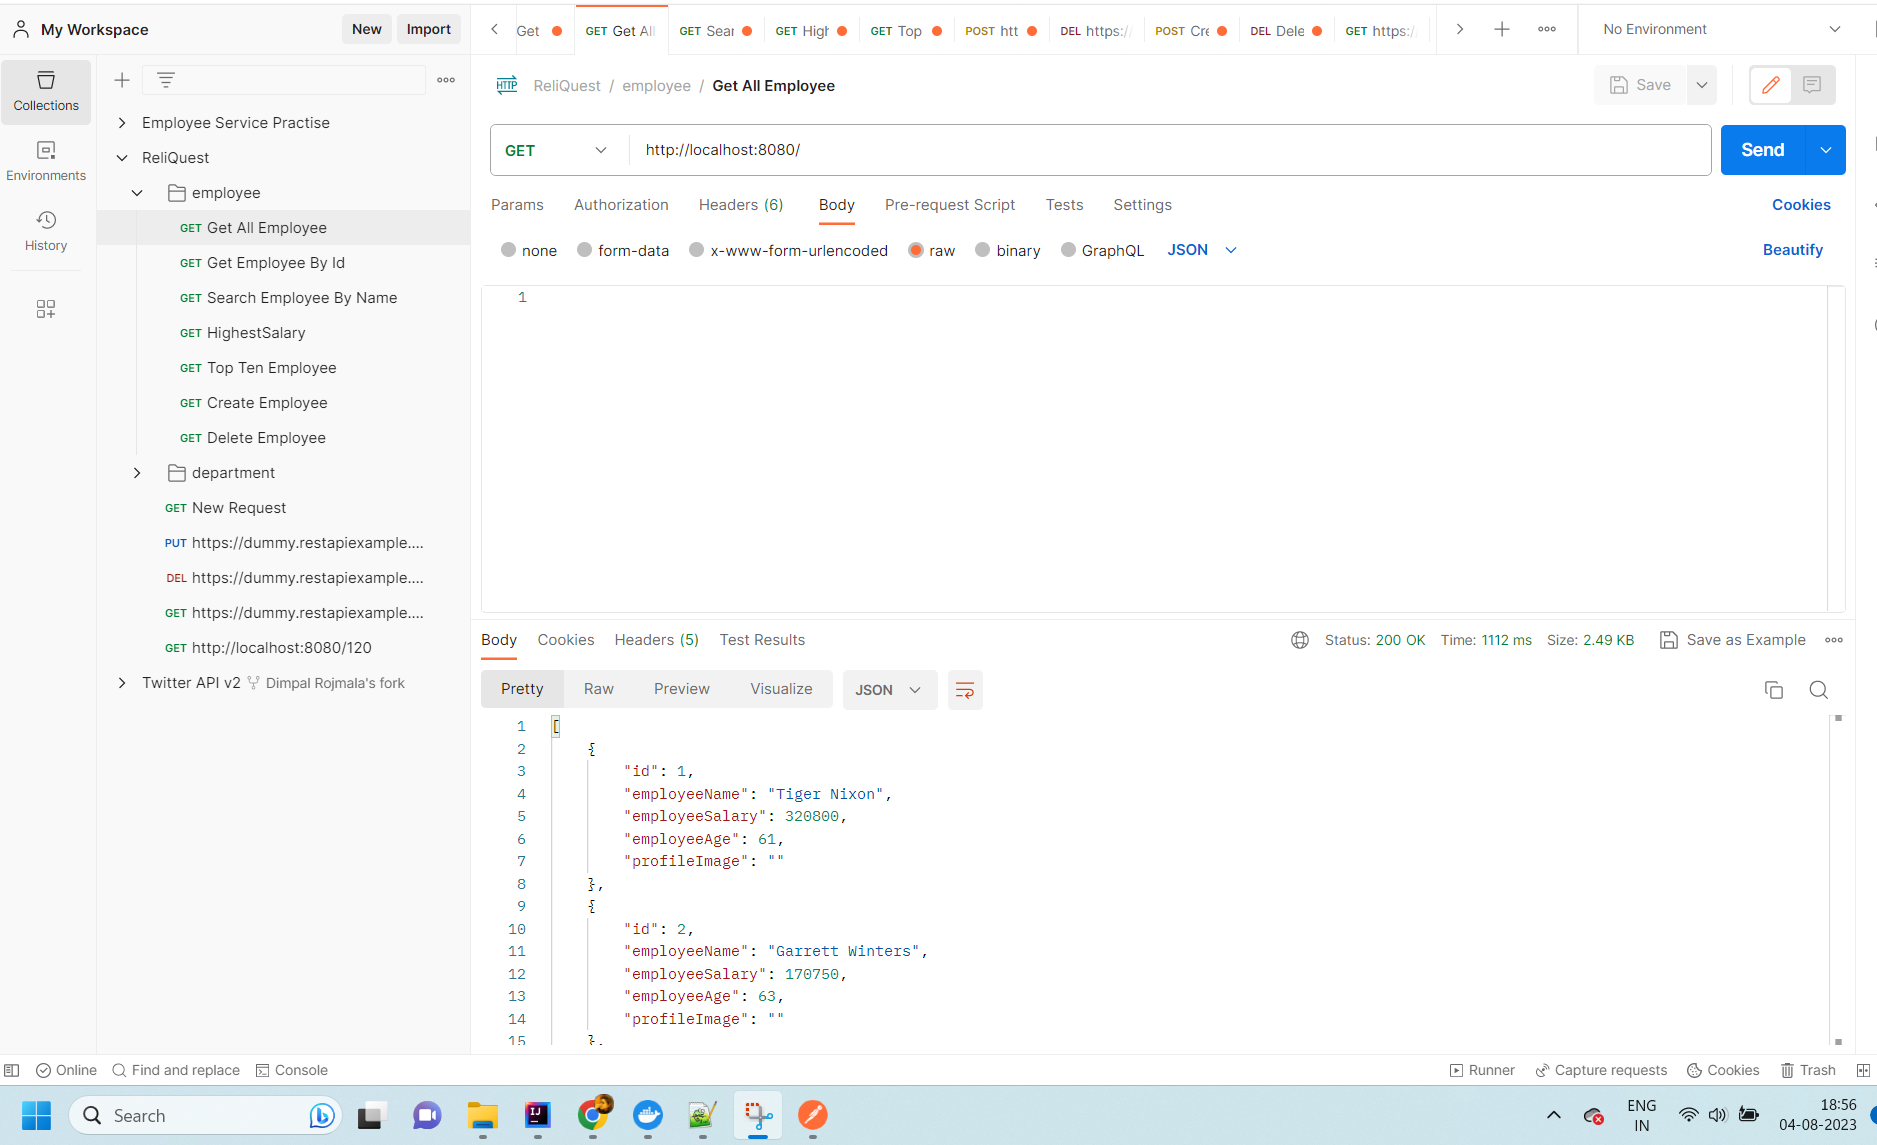 My Workspace
New
Import
Get
GET Get All
GET Sear
GET High
GET Top
POST htt
DEL https:/
POST Cre
DEL Dele
GET https:/
No Environment
Collections
Environments
History
Employee Service Practise
ReliQuest
employee
GET Get All Employee
GET Get Employee By Id
GET Search Employee By Name
GET HighestSalary
GET Top Ten Employee
GET Create Employee
GET Delete Employee
department
GET New Request
PUT https://dummy.restapiexample....
DEL https://dummy.restapiexample....
GET https://dummy.restapiexample....
GET http://localhost:8080/120
Twitter API v2 Dimpal Rojmala's fork
HTTP ReliQuest / employee / Get All Employee
Save
GET http://localhost:8080/
Send
Params Authorization Headers (6) Body Pre-request Script Tests Settings
Cookies
none form-data x-www-form-urlencoded raw binary GraphQL JSON
Beautify
1
Body Cookies Headers (5) Test Results
Status: 200 OK Time: 1112 ms Size: 2.49 KB Save as Example
Pretty Raw Preview Visualize JSON
1 [
2 {
3 "id": 1,
4 "employeeName": "Tiger Nixon",
5 "employeeSalary": 320800,
6 "employeeAge": 61,
7 "profileImage": ""
8 },
9 {
10 "id": 2,
11 "employeeName": "Garrett Winters",
12 "employeeSalary": 170750,
13 "employeeAge": 63,
14 "profileImage": ""
15 },
Online Find and replace Console
Runner Capture requests Cookies Trash
Search
IJ
ENG
IN
18:56
04-08-2023